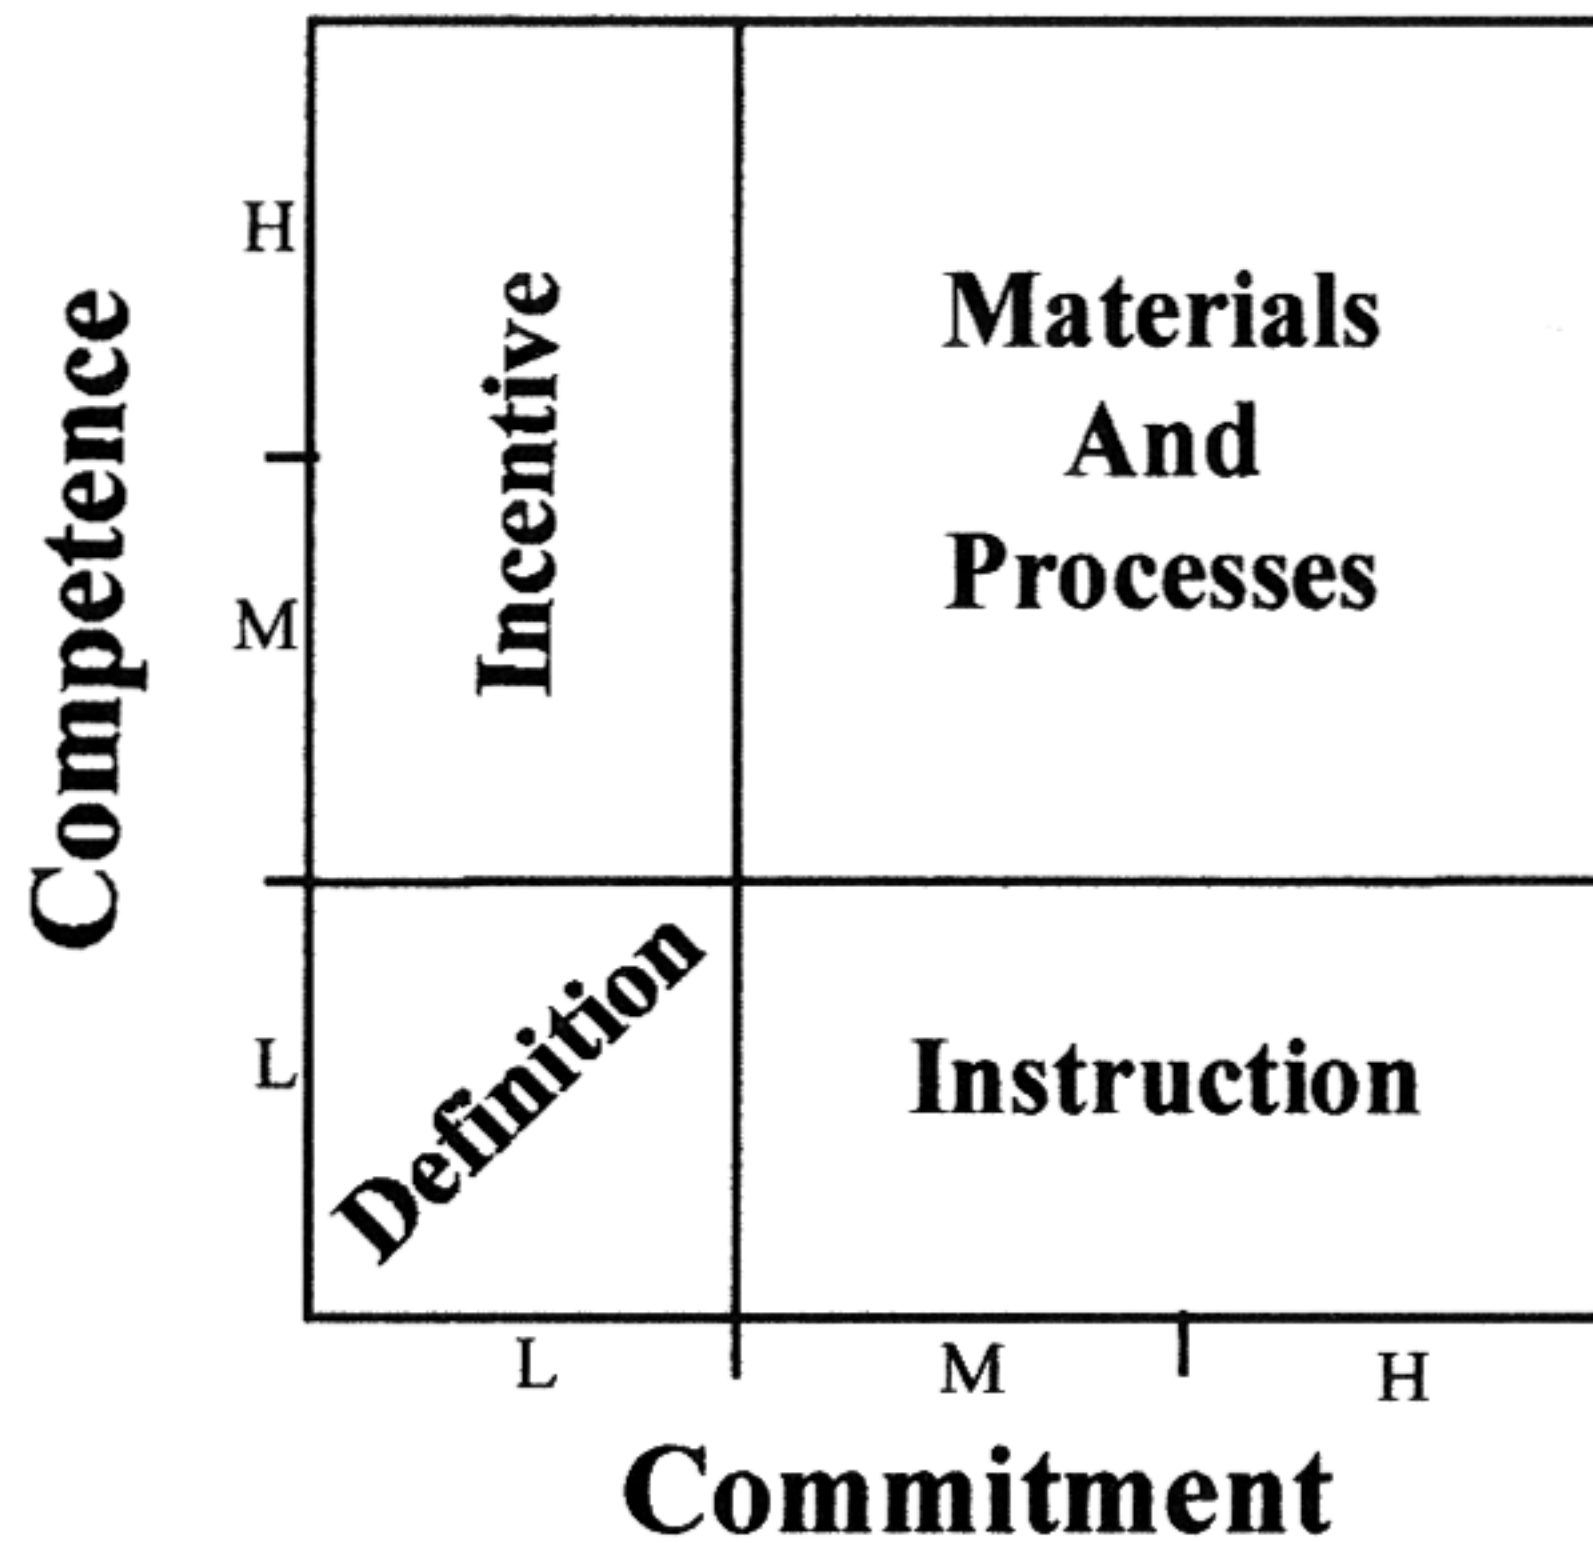 Competence
H
M
L
Incentive
Materials
And
Processes
Definition
Instruction
L
M
H
Commitment